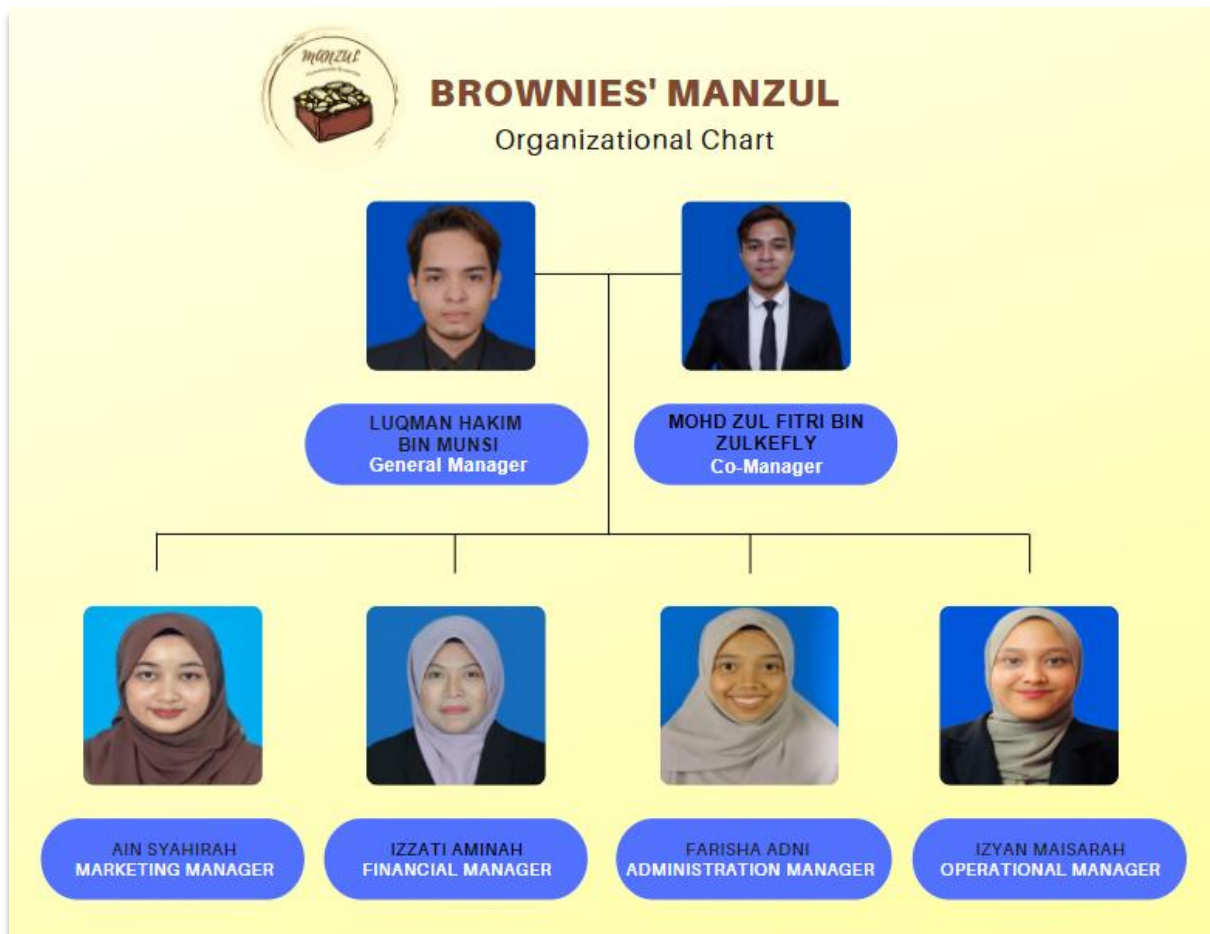 manzul
BROWNIES' MANZUL
Organizational Chart
LUQMAN HAKIM
BIN MUNSI
General Manager
MOHD ZUL FITRI BIN
ZULKEFLY
Co-Manager
AIN SYAHIRAH
MARKETING MANAGER
IZZATI AMINAH
FINANCIAL MANAGER
FARISHA ADNI
ADMINISTRATION MANAGER
IZYAN MAISARAH
OPERATIONAL MANAGER